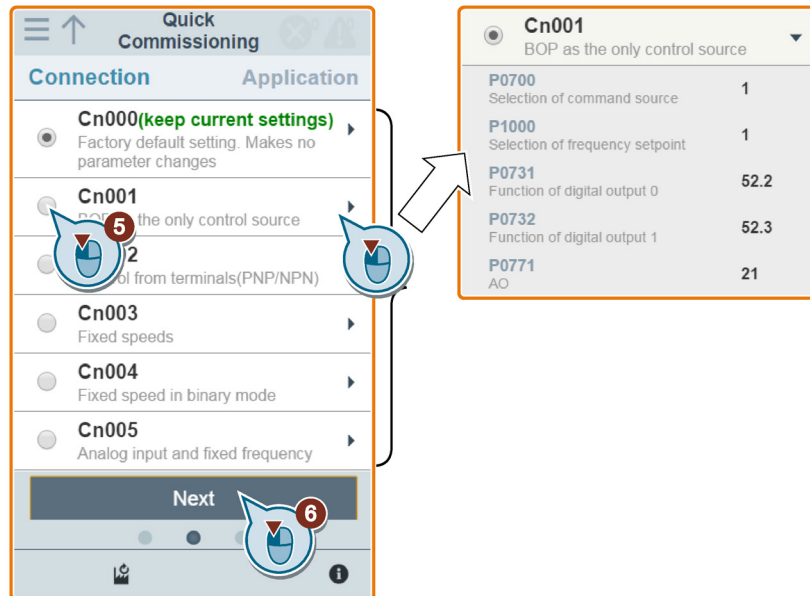 Quick
Commissioning
Connection Application
Cn000(keep current settings)
Factory default setting. Makes no
parameter changes
Cn001
the only control source
5
2
from terminals(PNP/NPN)
Cn003
Fixed speeds
Cn004
Fixed speed in binary mode
Cn005
Analog input and fixed frequency
Next
6
Cn001
BOP as the only control source
P0700
Selection of command source 1
P1000
Selection of frequency setpoint 1
P0731
Function of digital output 0 52.2
P0732
Function of digital output 1 52.3
P0771
AO 21